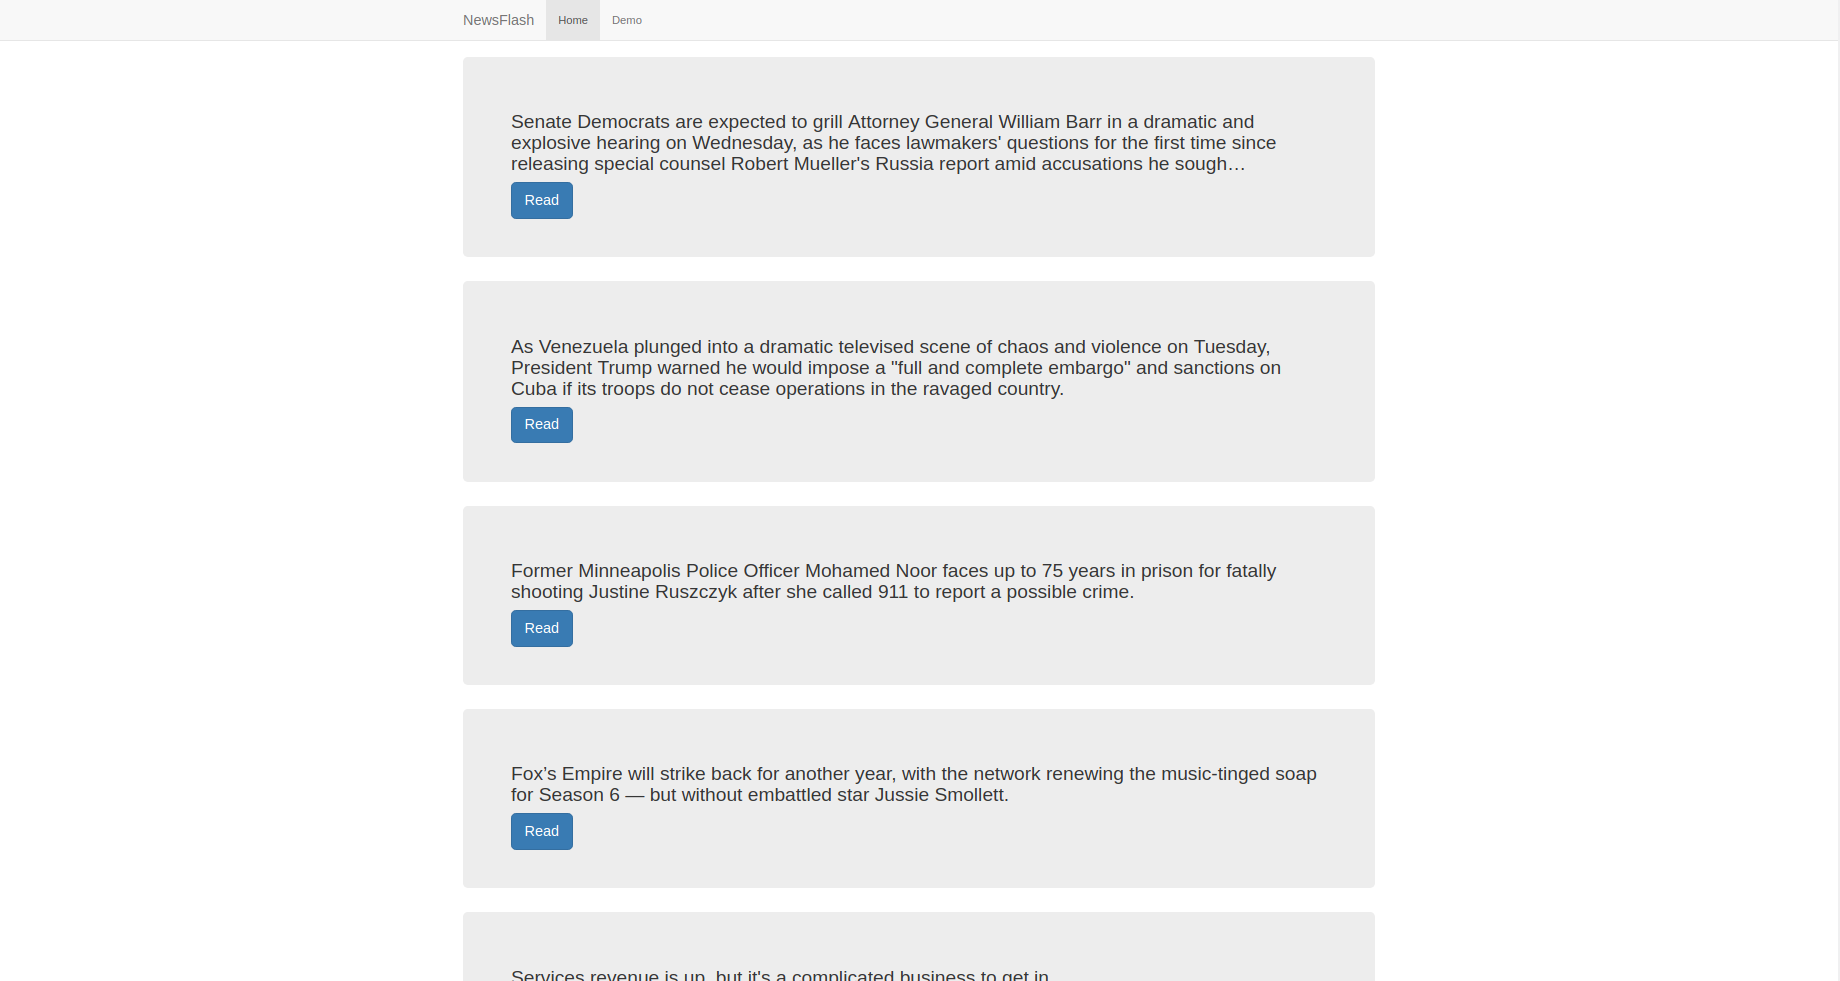 NewsFlash Home Demo
Senate Democrats are expected to grill Attorney General William Barr in a dramatic and
explosive hearing on Wednesday, as he faces lawmakers' questions for the first time since
releasing special counsel Robert Mueller's Russia report amid accusations he sough…
Read
As Venezuela plunged into a dramatic televised scene of chaos and violence on Tuesday,
President Trump warned he would impose a "full and complete embargo" and sanctions on
Cuba if its troops do not cease operations in the ravaged country.
Read
Former Minneapolis Police Officer Mohamed Noor faces up to 75 years in prison for fatally
shooting Justine Ruszczyk after she called 911 to report a possible crime.
Read
Fox’s Empire will strike back for another year, with the network renewing the music-tinged soap
for Season 6 — but without embattled star Jussie Smollett.
Read
Services revenue is up, but it's a complicated business to get in